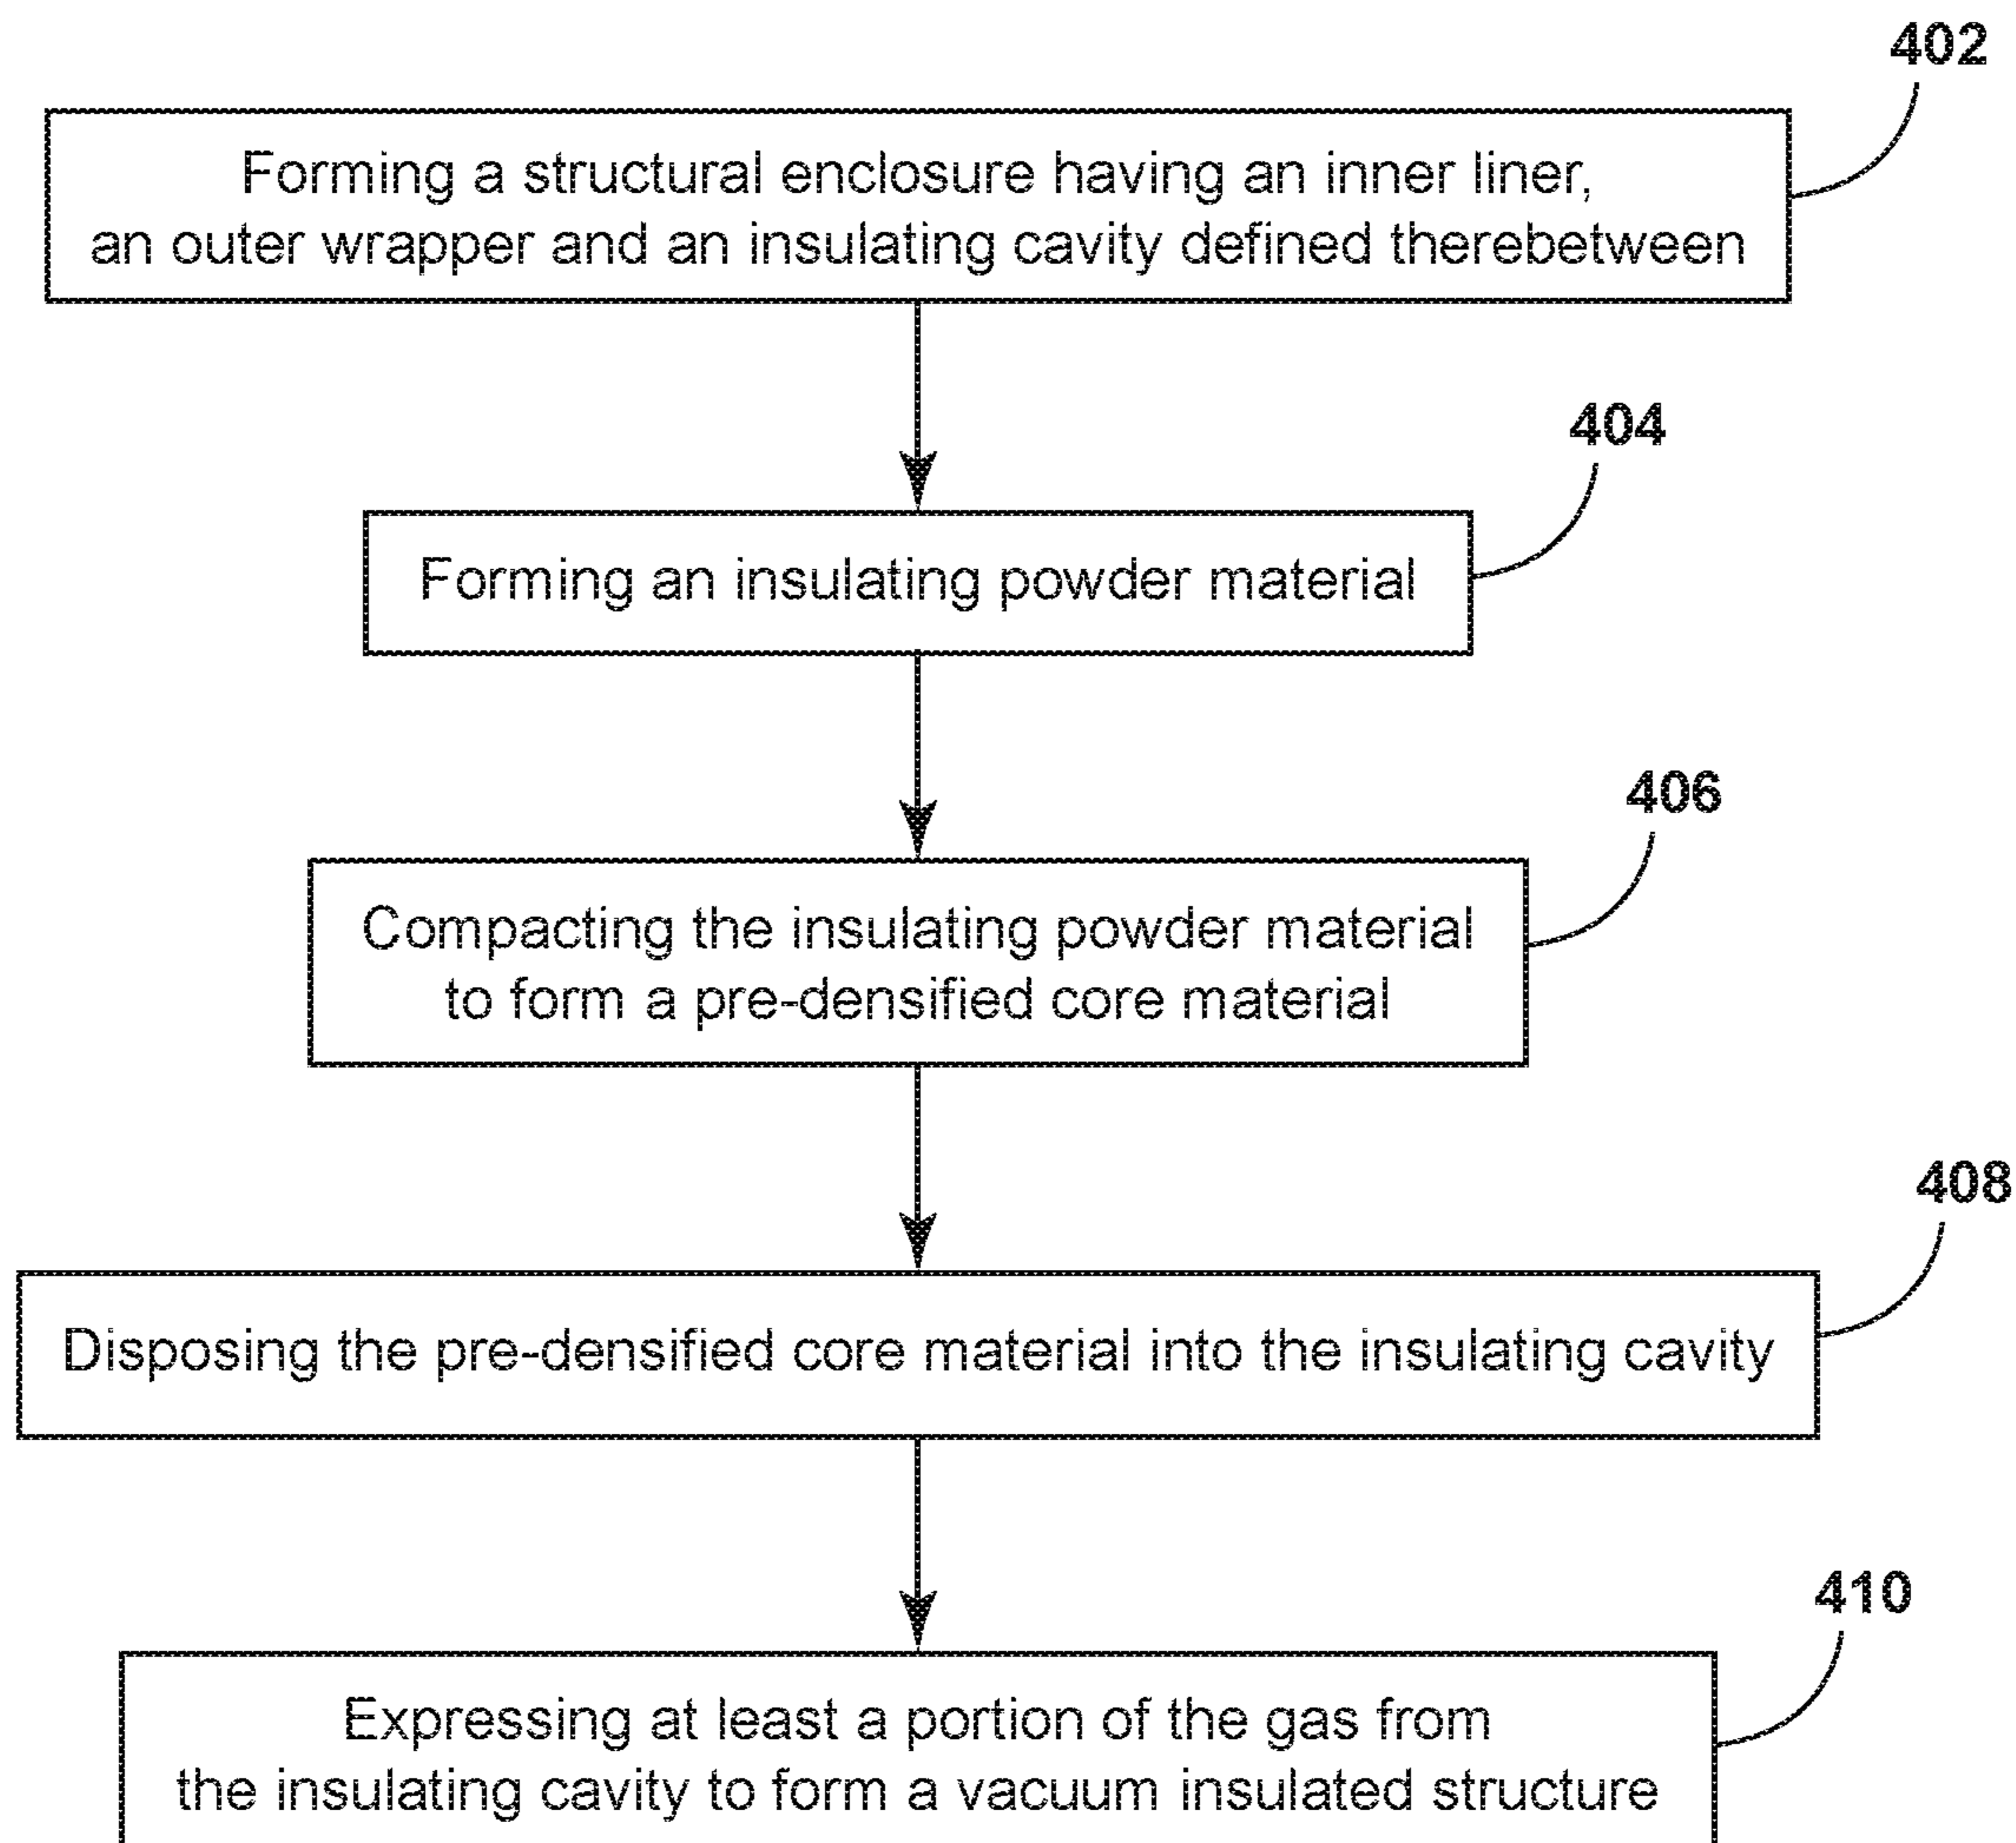 402
Forming a structural enclosure having an inner liner,
an outer wrapper and an insulating cavity defined therebetween
404
Forming an insulating powder material
406
Compacting the insulating powder material
to form a pre-densified core material
408
Disposing the pre-densified core material into the insulating cavity
410
Expressing at least a portion of the gas from
the insulating cavity to form a vacuum insulated structure